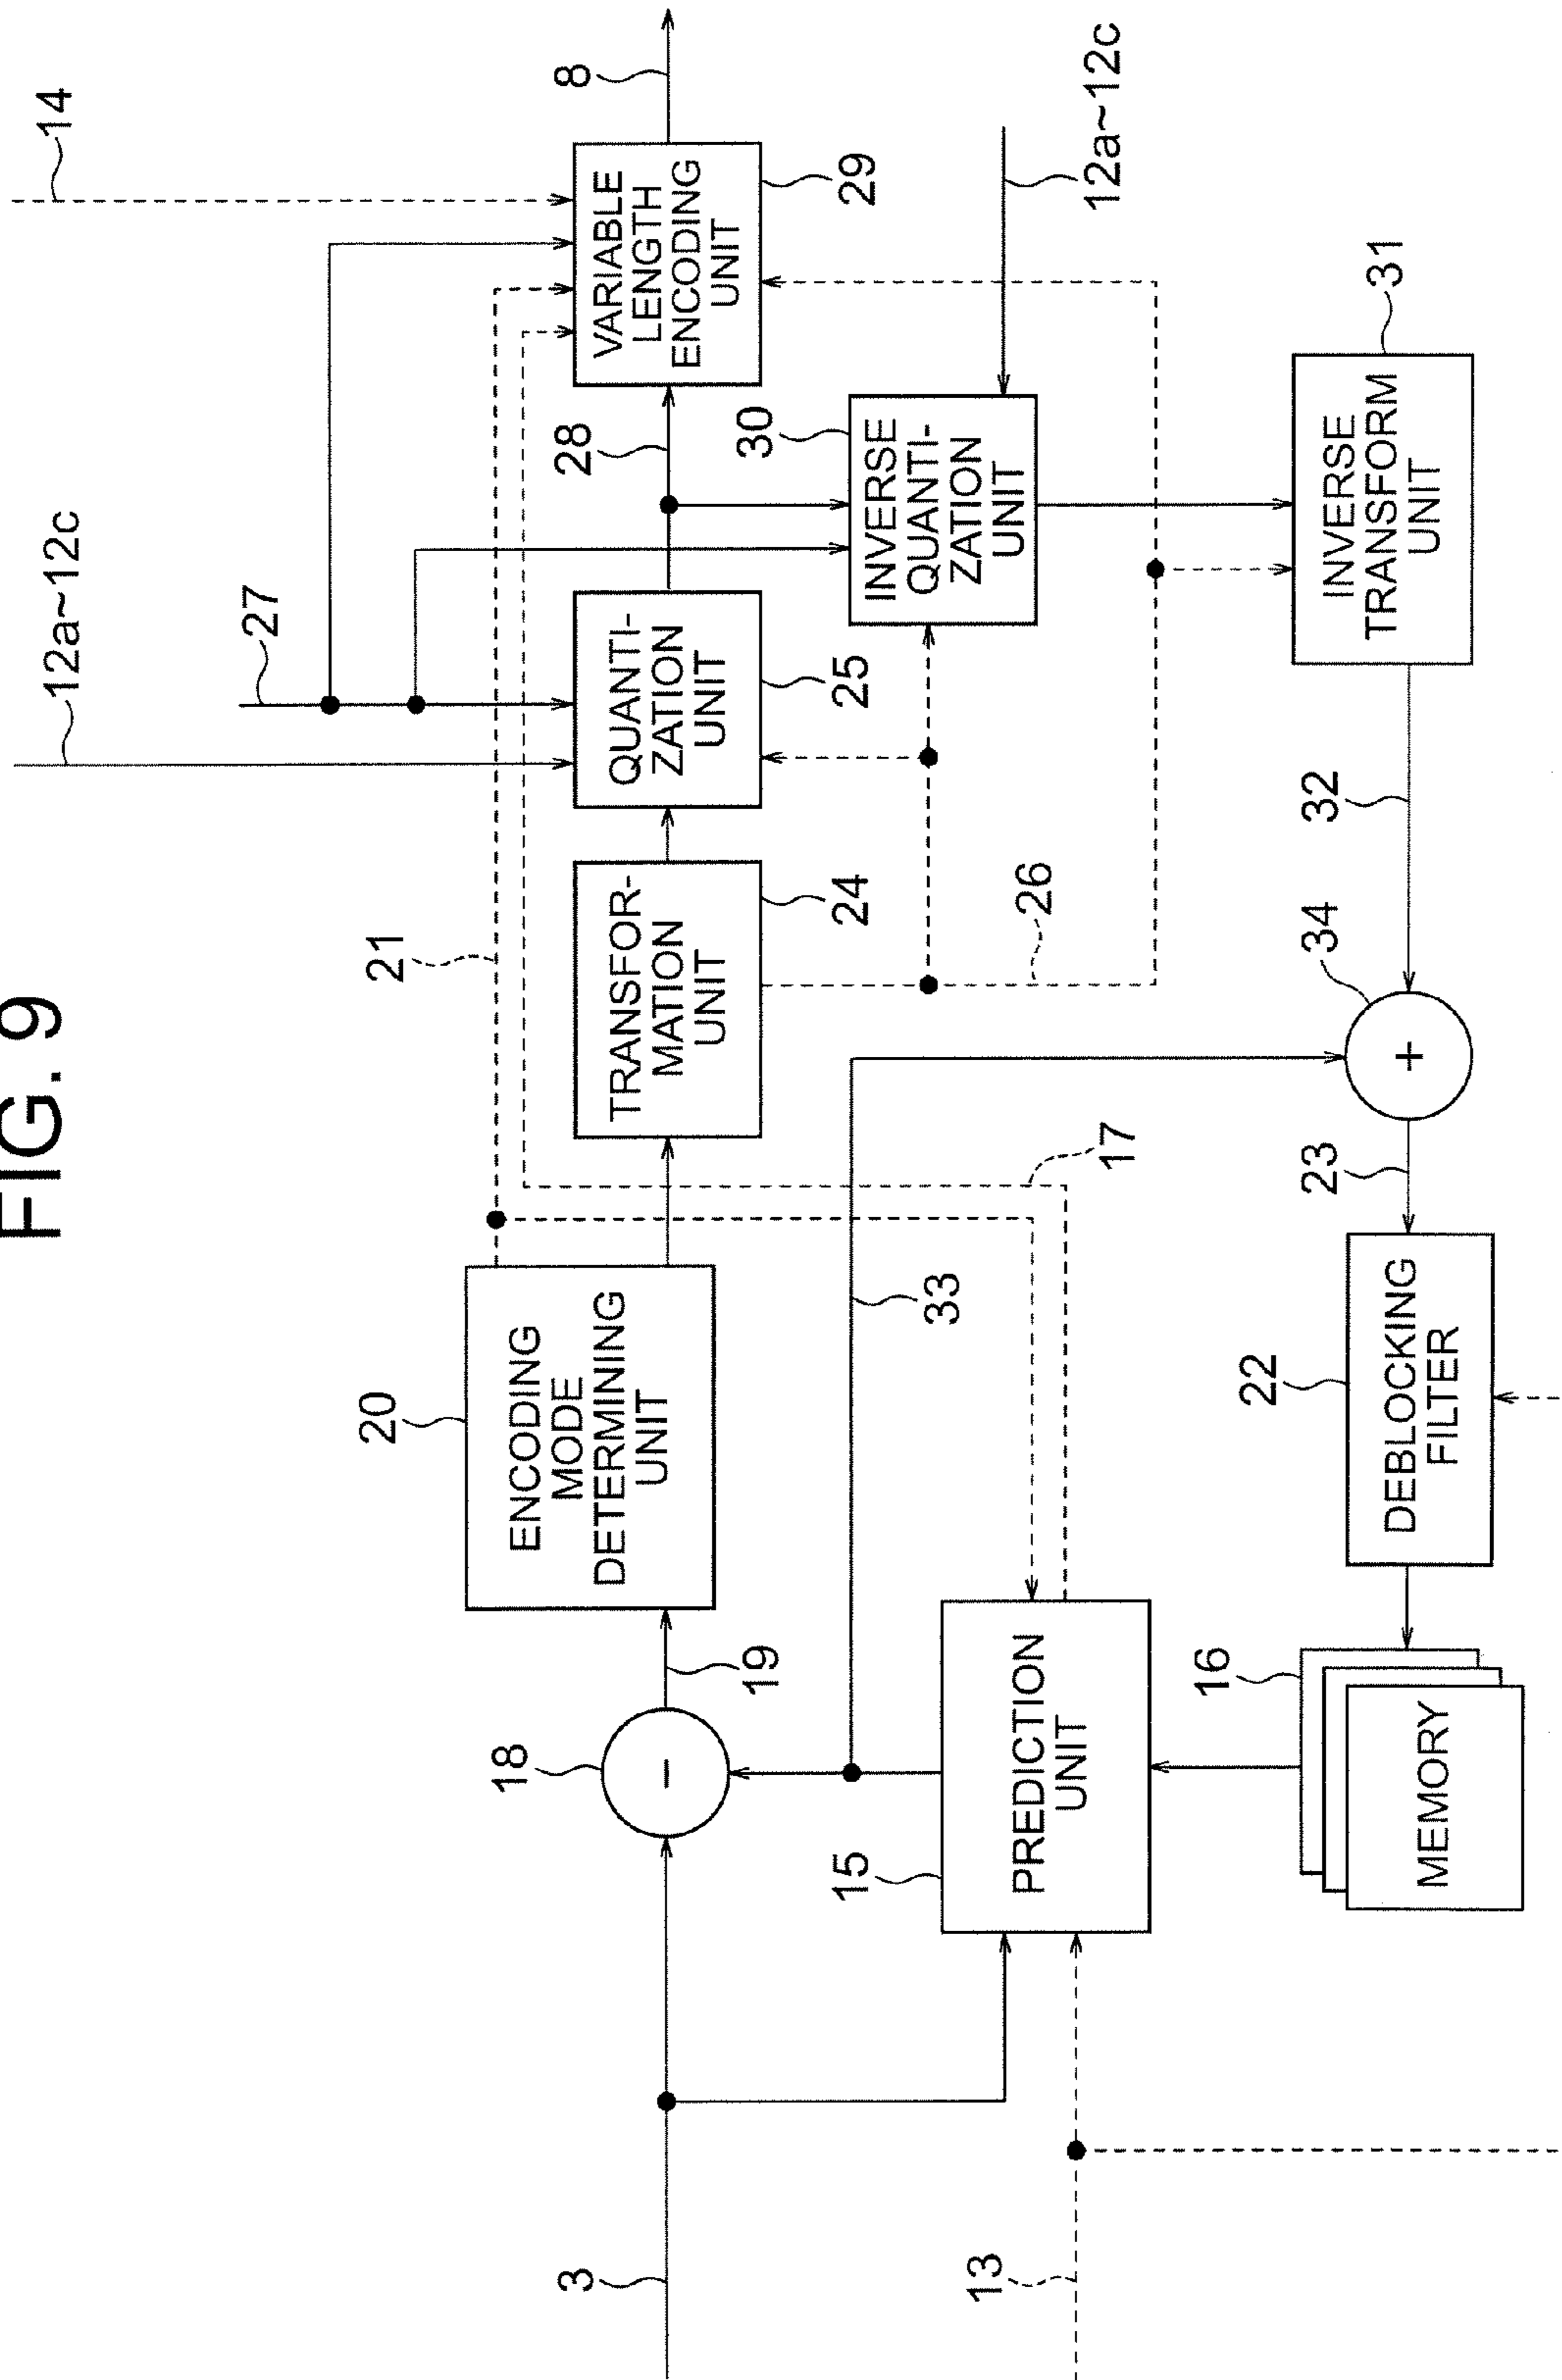 FIG. 9
14
12a~12c
27
8
21
20
ENCODING
MODE
DETERMINING
UNIT
TRANSFOR-
MATION
UNIT
24
QUANTI-
ZATION
UNIT
25
28
VARIABLE
LENGTH
ENCODING
UNIT
29
3
18
−
19
30
INVERSE
QUANTI-
ZATION
UNIT
12a~12c
33
17
26
15
PREDICTION
UNIT
13
16
MEMORY
22
DEBLOCKING
FILTER
23
34
+
32
INVERSE
TRANSFORM
UNIT
31